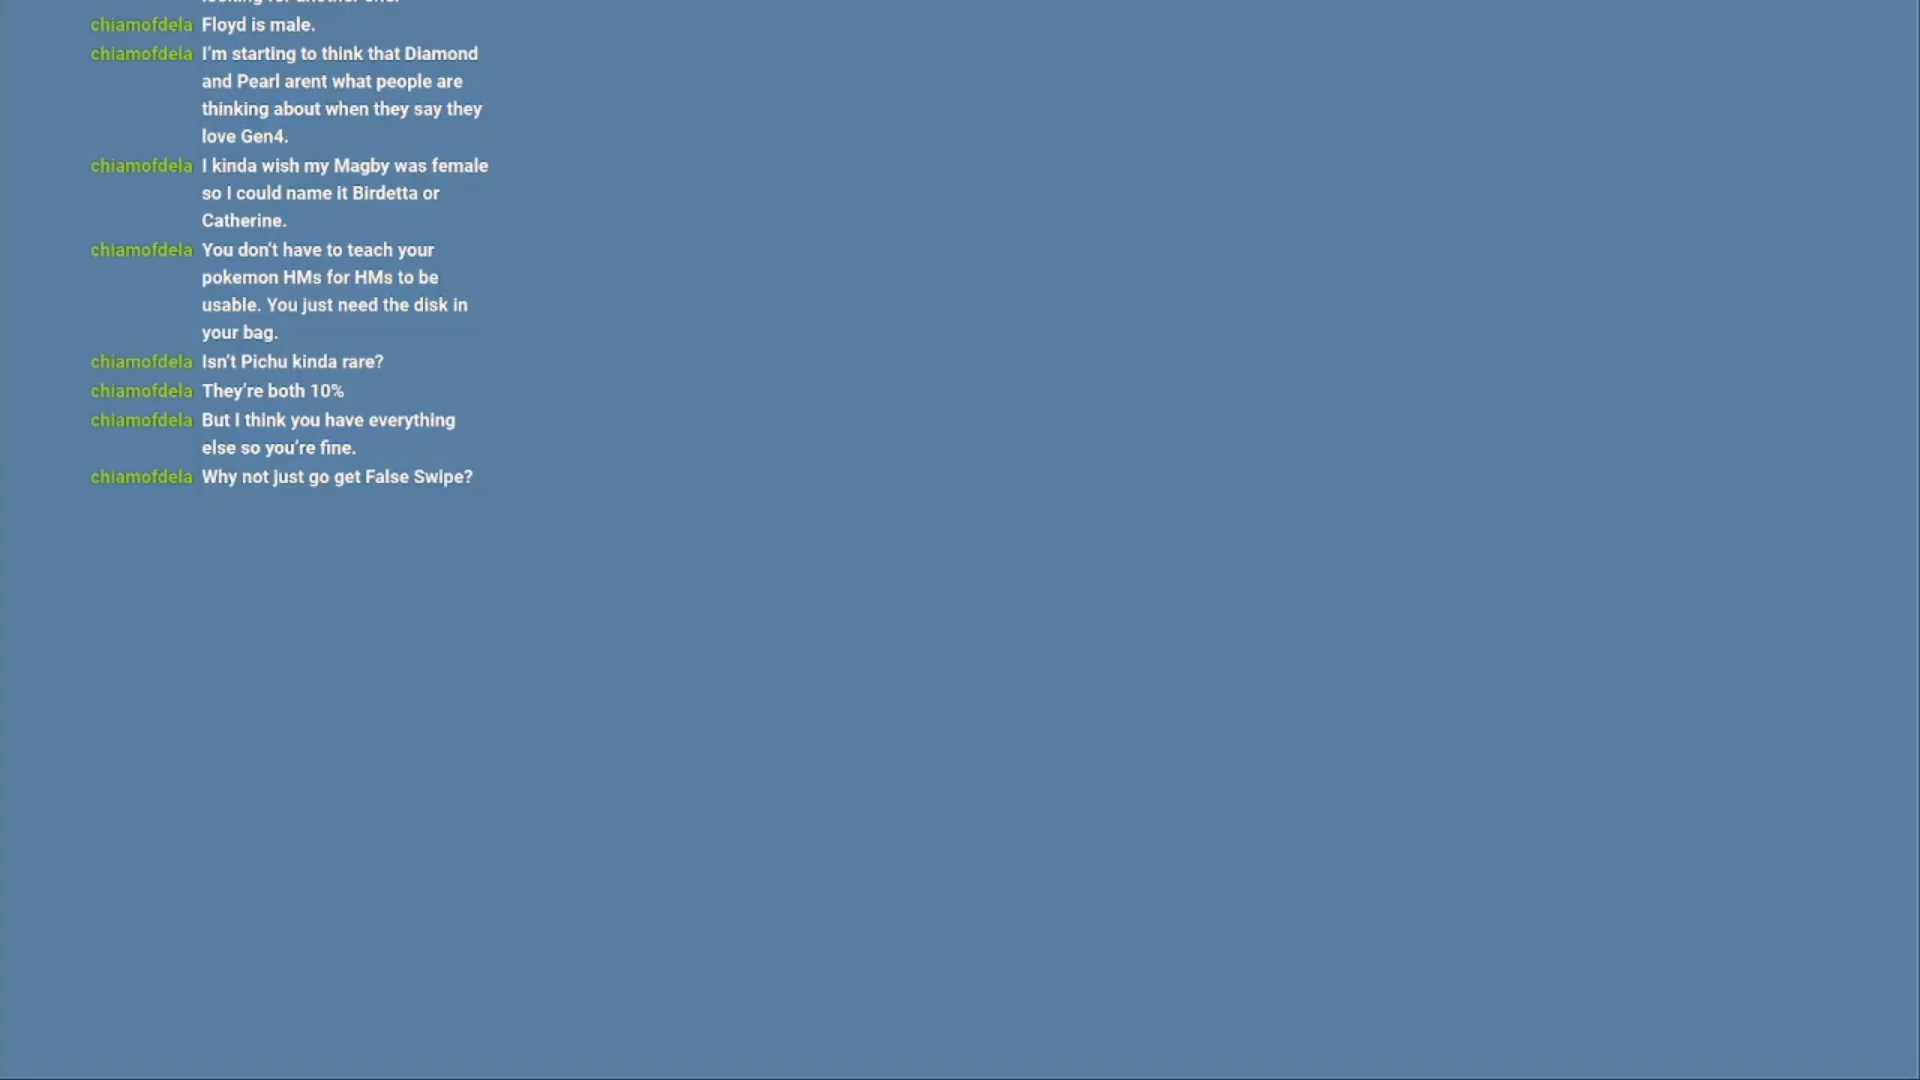 looking for another one.
chiamofdela Floyd is male.
chiamofdela I'm starting to think that Diamond
and Pearl arent what people are
thinking about when they say they
love Gen4.
chiamofdela I kinda wish my Magby was female
so I could name it Birdetta or
Catherine.
chiamofdela You don't have to teach your
pokemon HMs for HMs to be
usable. You just need the disk in
your bag.
chiamofdela Isn't Pichu kinda rare?
chiamofdela They're both 10%
chiamofdela But I think you have everything
else so you're fine.
chiamofdela Why not just go get False Swipe?